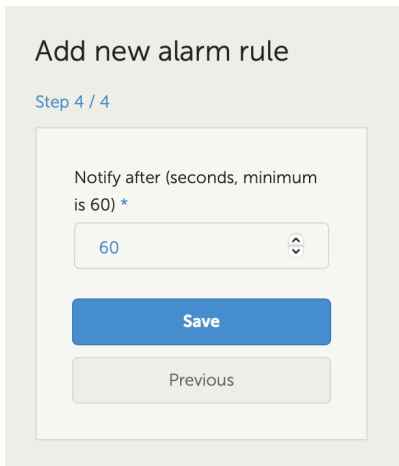 Add new alarm rule
Step 4 / 4
Notify after (seconds, minimum
is 60) *
60
Save
Previous